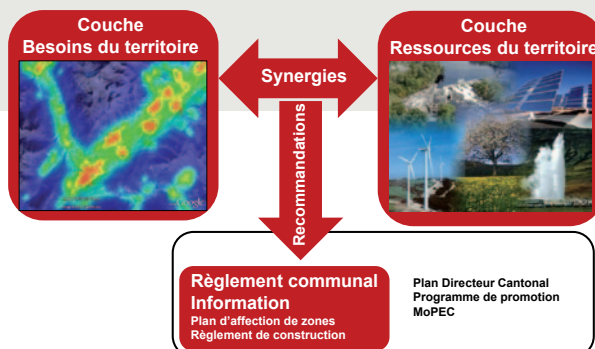 Couche
Besoins du territoire
Synergies
Couche
Ressources du territoire
Recommandations
Règlement communal
Information
Plan d'affection de zones
Règlement de construction
Plan Directeur Cantonal
Programme de promotion
MoPEC